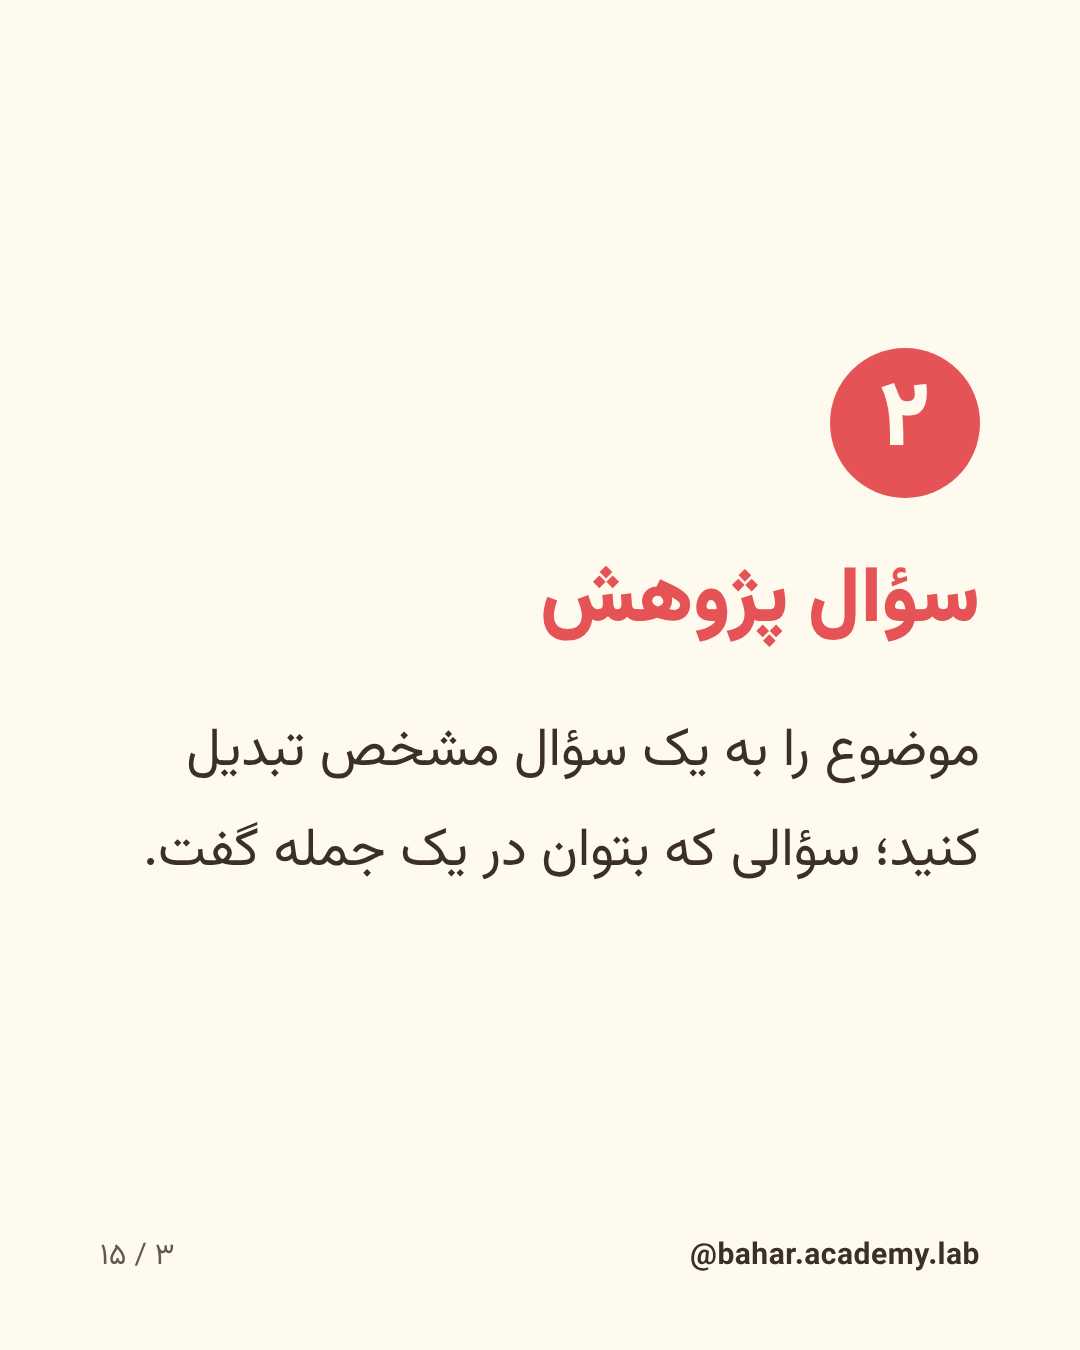 ۲
سؤال پژوهش
موضوع را به یک سؤال مشخص تبدیل
کنید؛ سؤالی که بتوان در یک جمله گفت.
@bahar.academy.lab
۳ / ۱۵